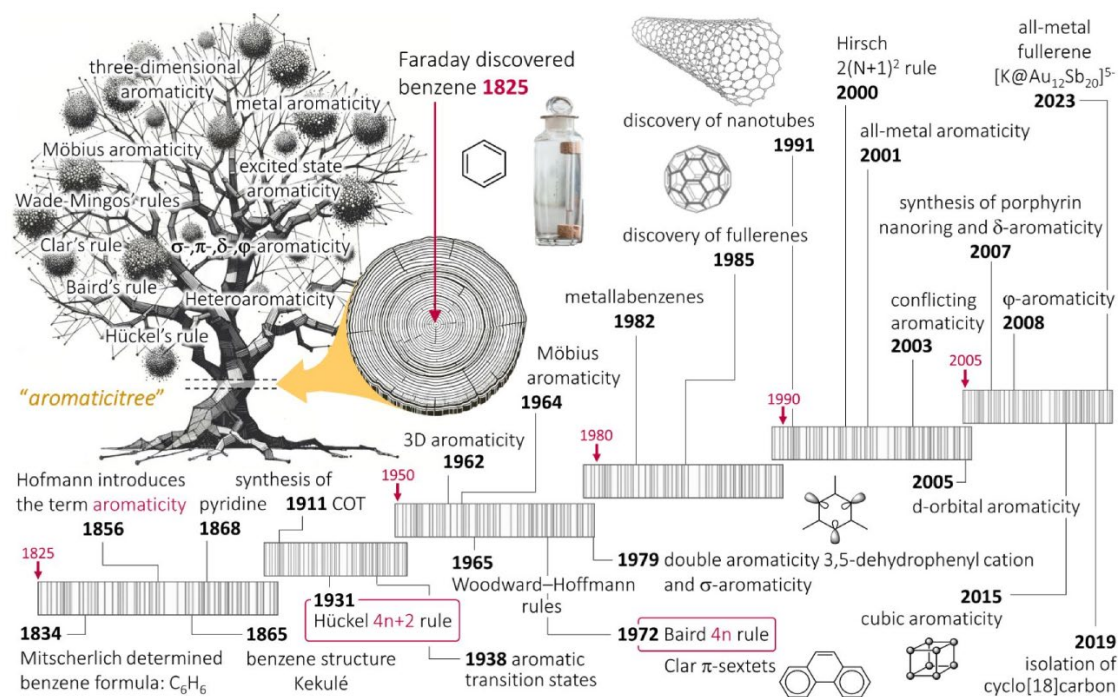 three-dimensional
aromaticity
metal aromaticity
Möbius aromaticity
excited state
aromaticity
Wade-Mingos' rules
Clar's rule
σ-,π-,δ-,φ-aromaticity
Baird's rule
Heteroaromaticity
Hückel's rule
"aromaticitree"
Faraday discovered
benzene 1825
discovery of nanotubes
1991
discovery of fullerenes
1985
metallabenzenes
1982
Möbius
aromaticity
1964
3D aromaticity
1962
Hirsch
2(N+1)² rule
2000
all-metal aromaticity
2001
all-metal
fullerene
[K@Au₁₂Sb₂₀]⁵⁻
2023
synthesis of porphyrin
nanoring and δ-aromaticity
2007
conflicting
aromaticity
2003
φ-aromaticity
2008
2005
1990
1980
1950
1825
Hofmann introduces
the term aromaticity
1856
pyridine
1868
synthesis of
1911 COT
1834
Mitscherlich determined
benzene formula: C₆H₆
1865
benzene structure
Kekulé
1931
Hückel 4n+2 rule
1938 aromatic
transition states
1965
Woodward–Hoffmann
rules
1972 Baird 4n rule
Clar π-sextets
1979 double aromaticity 3,5-dehydrophenyl cation
and σ-aromaticity
2005
d-orbital aromaticity
2015
cubic aromaticity
2019
isolation of
cyclo[18]carbon